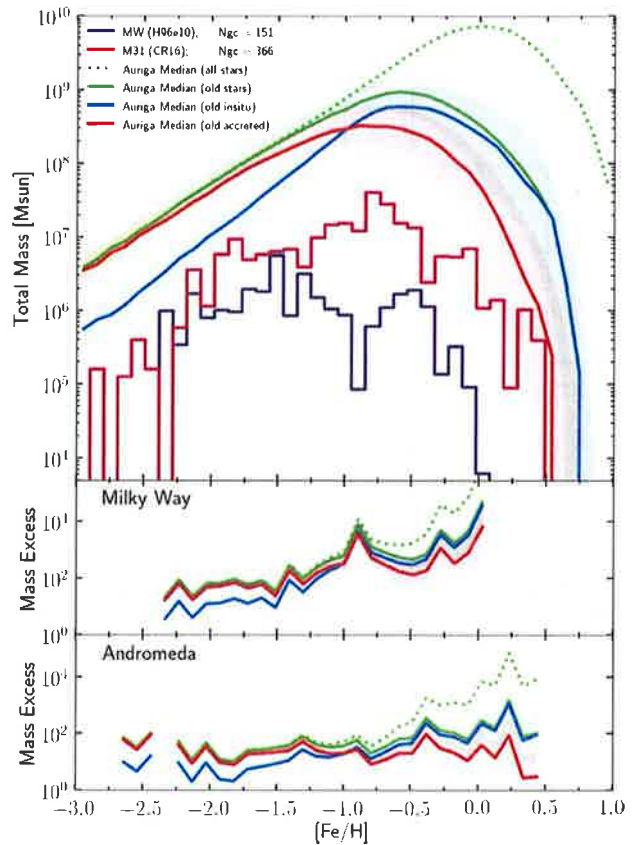 10^10
10^9
10^8
10^7
10^6
10^5
10^1
Total Mass [Msun]
MW (H96e10); Ngc = 151
M31 (CR16); Ngc = 366
Auriga Median (all stars)
Auriga Median (old stars)
Auriga Median (old insitu)
Auriga Median (old accreted)
Milky Way
10^1
10^2
10^0
Mass Excess
Andromeda
10^1
10^2
10^0
Mass Excess
−3.0 −2.5 −2.0 −1.5 −1.0 −0.5 0.0 0.5 1.0
[Fe/H]